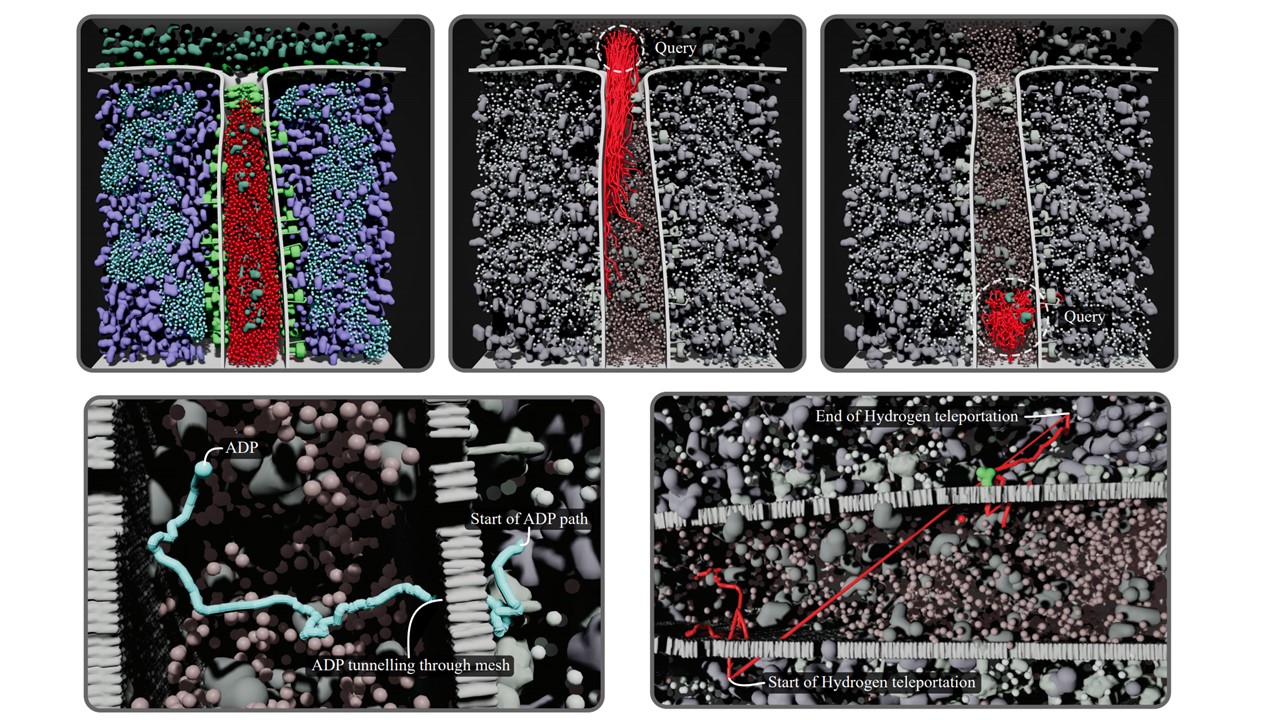 Query
Query
ADP
Start of ADP path
ADP tunnelling through mesh
End of Hydrogen teleportation
Start of Hydrogen teleportation